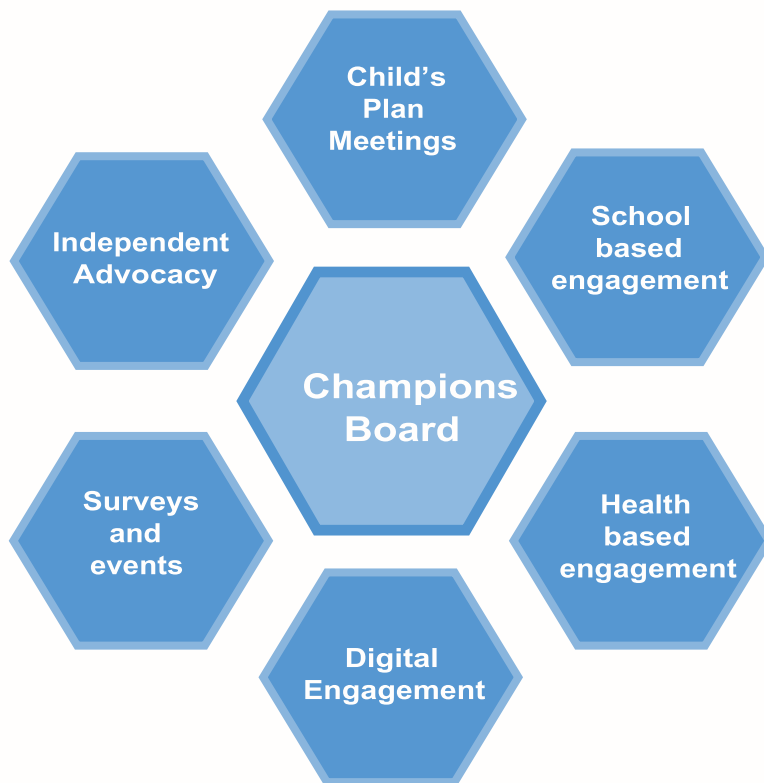 Child's
Plan
Meetings
School
based
engagement
Independent
Advocacy
Champions
Board
Surveys
and
events
Health
based
engagement
Digital
Engagement